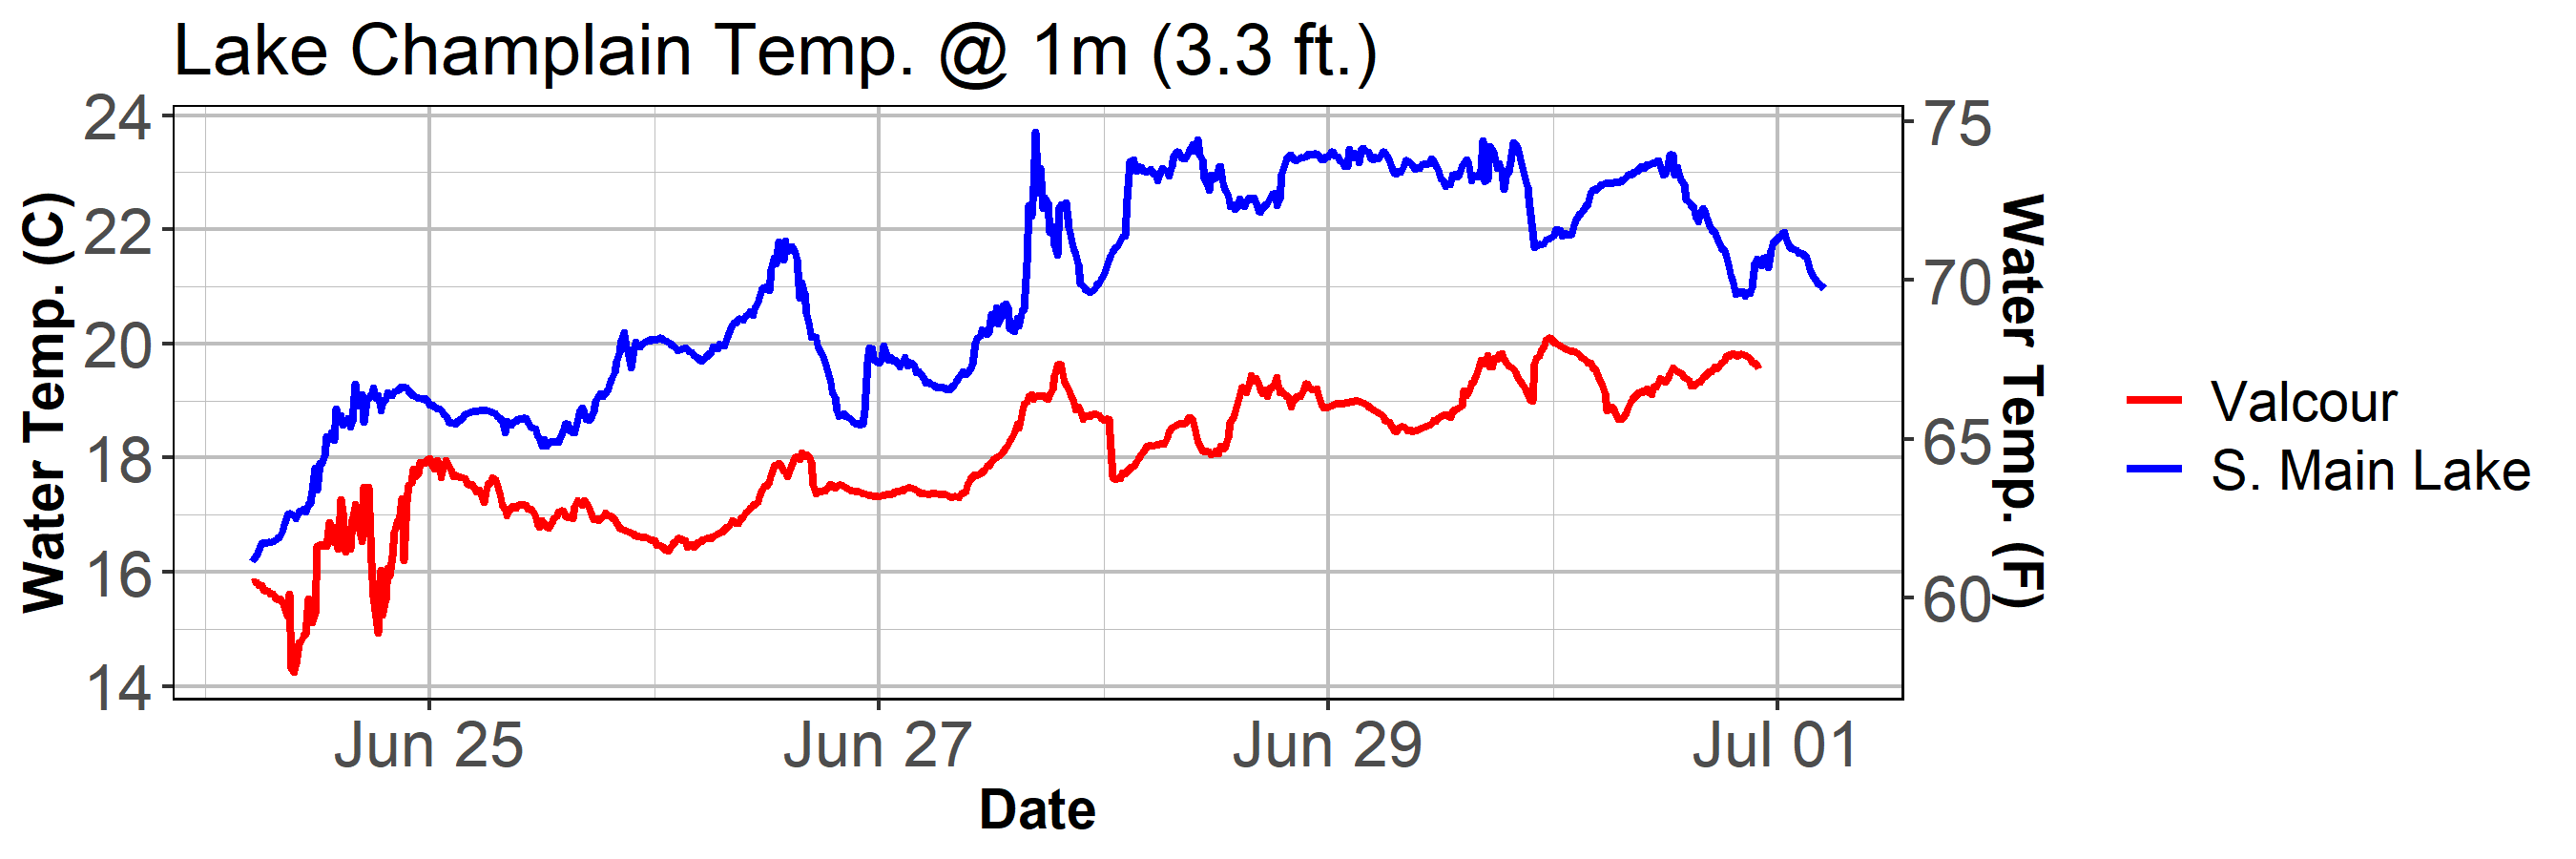 Lake Champlain Temp. @ 1m (3.3 ft.)
Water Temp. (C)
24
22
20
18
16
14
75
70
65
60
Water Temp. (F)
Jun 25
Jun 27
Jun 29
Jul 01
Date
Valcour
S. Main Lake